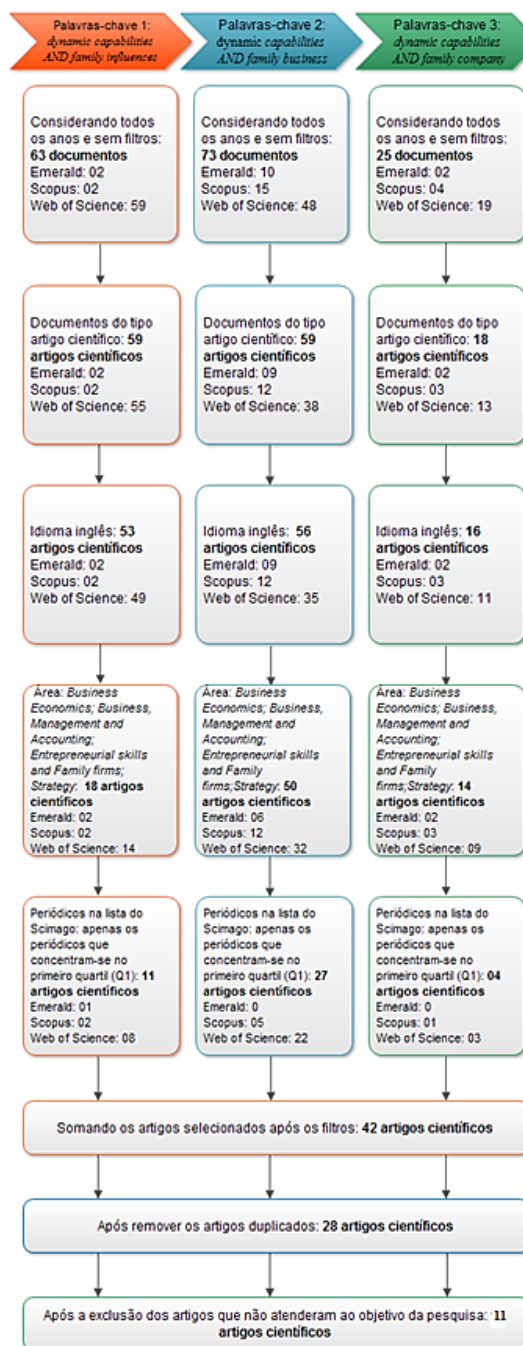 Palavras-chave 1:
dynamic capabilities
AND family influences
Palavras-chave 2:
dynamic capabilities
AND family business
Palavras-chave 3:
dynamic capabilities
AND family company
Considerando todos
os anos e sem filtros:
63 documentos
Emerald: 02
Scopus: 02
Web of Science: 59
Considerando todos
os anos e sem filtros:
73 documentos
Emerald: 10
Scopus: 15
Web of Science: 48
Considerando todos
os anos e sem filtros:
25 documentos
Emerald: 02
Scopus: 04
Web of Science: 19
Documentos do tipo
artigo científico: 59
artigos científicos
Emerald: 02
Scopus: 02
Web of Science: 55
Documentos do tipo
artigo científico: 59
artigos científicos
Emerald: 09
Scopus: 12
Web of Science: 38
Documentos do tipo
artigo científico: 18
artigos científicos
Emerald: 02
Scopus: 03
Web of Science: 13
Idioma inglês: 53
artigos científicos
Emerald: 02
Scopus: 02
Web of Science: 49
Idioma inglês: 56
artigos científicos
Emerald: 09
Scopus: 12
Web of Science: 35
Idioma inglês: 16
artigos científicos
Emerald: 02
Scopus: 03
Web of Science: 11
Área: Business
Economics; Business,
Management and
Accounting;
Entrepreneurial skills
and Family firms;
Strategy: 18 artigos
científicos
Emerald: 02
Scopus: 02
Web of Science: 14
Área: Business
Economics; Business,
Management and
Accounting;
Entrepreneurial skills
and Family
firms;Strategy: 50
artigos científicos
Emerald: 06
Scopus: 12
Web of Science: 32
Área: Business
Economics; Business,
Management and
Accounting;
Entrepreneurial skills
and Family
firms;Strategy: 14
artigos científicos
Emerald: 02
Scopus: 03
Web of Science: 09
Periódicos na lista do
Scimago: apenas os
periódicos que
concentram-se no
primeiro quartil (Q1): 11
artigos científicos
Emerald: 01
Scopus: 02
Web of Science: 08
Periódicos na lista do
Scimago: apenas os
periódicos que
concentram-se no
primeiro quartil (Q1): 27
artigos científicos
Emerald: 0
Scopus: 05
Web of Science: 22
Periódicos na lista do
Scimago: apenas os
periódicos que
concentram-se no
primeiro quartil (Q1): 04
artigos científicos
Emerald: 0
Scopus: 01
Web of Science: 03
Somando os artigos selecionados após os filtros: 42 artigos científicos
Após remover os artigos duplicados: 28 artigos científicos
Após a exclusão dos artigos que não atenderam ao objetivo da pesquisa: 11
artigos científicos